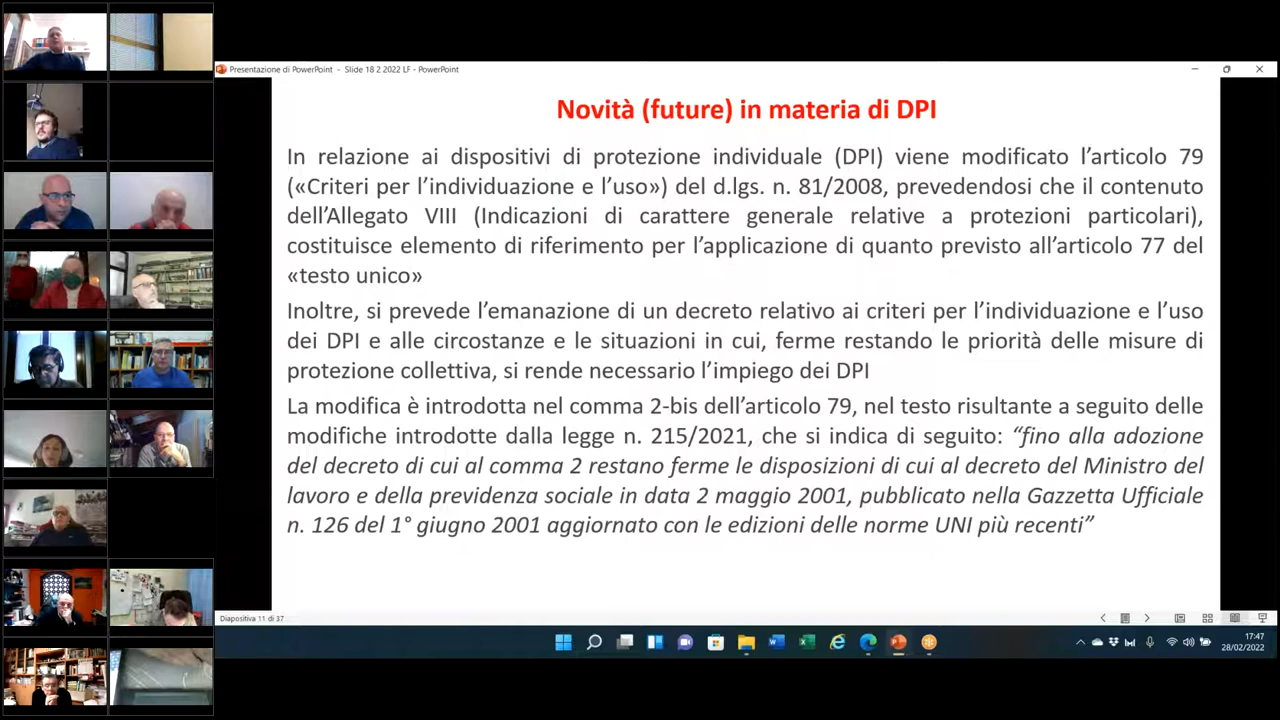 Presentazione di PowerPoint - Slide 18 2 2022 LF - PowerPoint
Novità (future) in materia di DPI
In relazione ai dispositivi di protezione individuale (DPI) viene modificato l’articolo 79
(«Criteri per l’individuazione e l’uso») del d.lgs. n. 81/2008, prevedendosi che il contenuto
dell’Allegato VIII (Indicazioni di carattere generale relative a protezioni particolari),
costituisce elemento di riferimento per l’applicazione di quanto previsto all’articolo 77 del
«testo unico»
Inoltre, si prevede l’emanazione di un decreto relativo ai criteri per l’individuazione e l’uso
dei DPI e alle circostanze e le situazioni in cui, ferme restando le priorità delle misure di
protezione collettiva, si rende necessario l’impiego dei DPI
La modifica è introdotta nel comma 2-bis dell’articolo 79, nel testo risultante a seguito delle
modifiche introdotte dalla legge n. 215/2021, che si indica di seguito: “fino alla adozione
del decreto di cui al comma 2 restano ferme le disposizioni di cui al decreto del Ministro del
lavoro e della previdenza sociale in data 2 maggio 2001, pubblicato nella Gazzetta Ufficiale
n. 126 del 1° giugno 2001 aggiornato con le edizioni delle norme UNI più recenti”
Diapositiva 11 di 37
17:47
28/02/2022